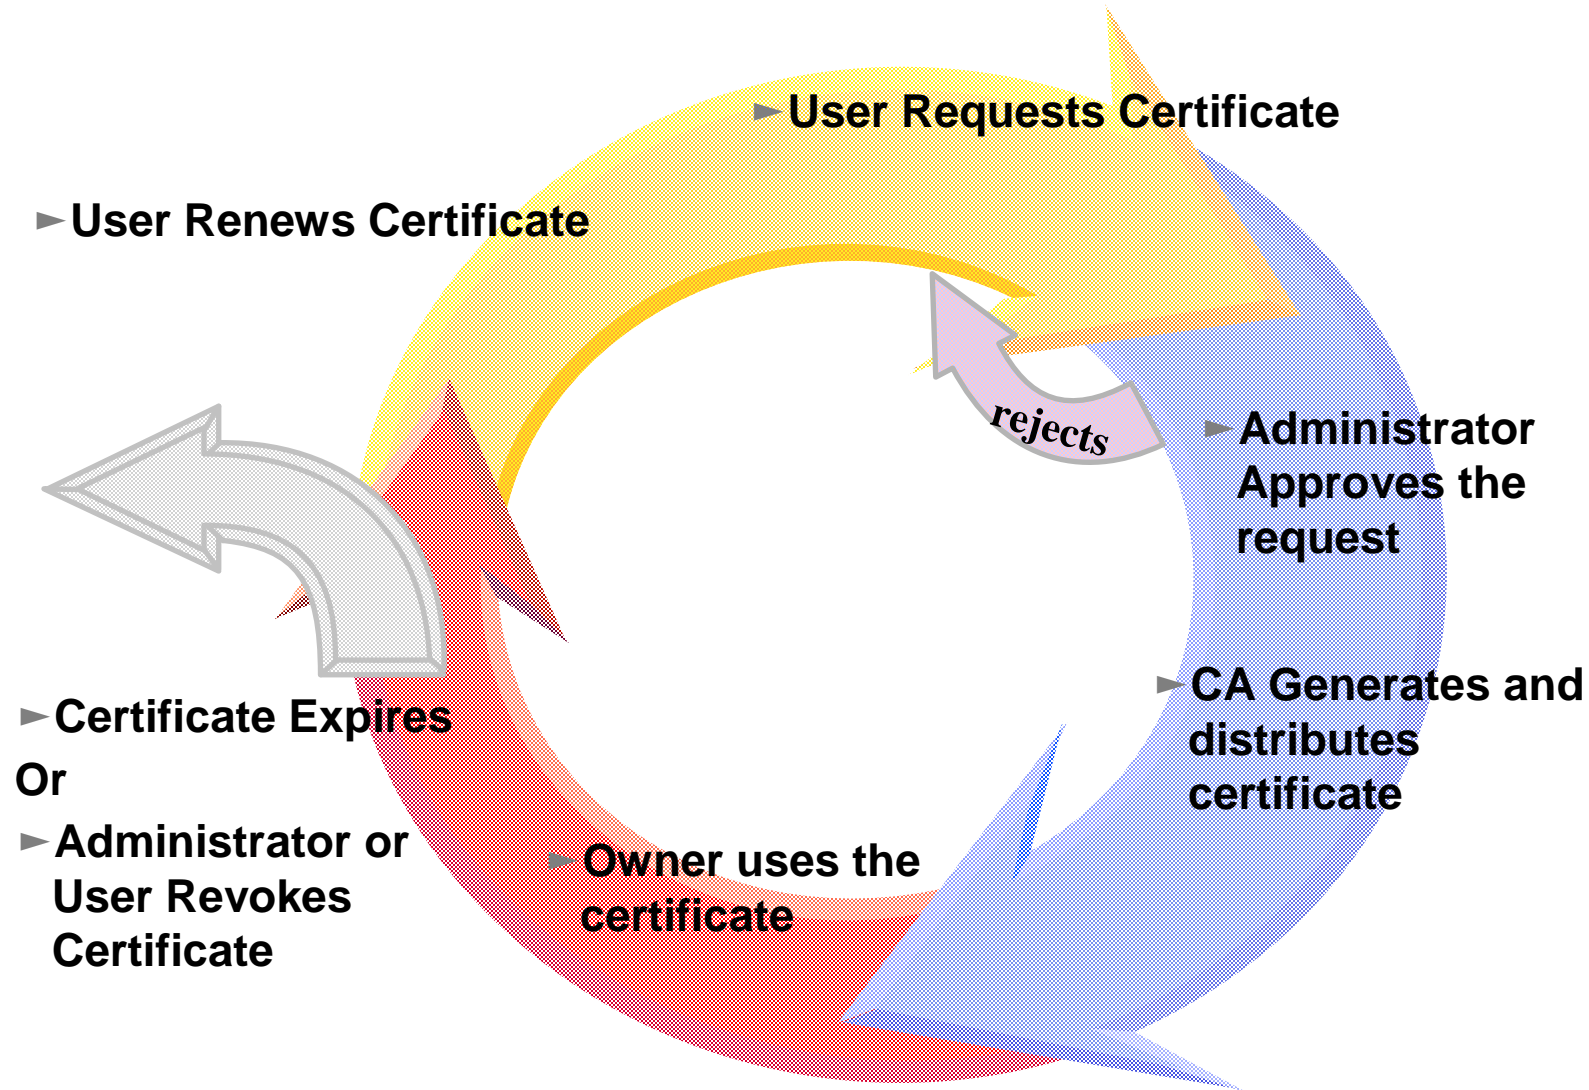 ►User Requests Certificate
►User Renews Certificate
rejects
►Administrator
Approves the
request
►CA Generates and
distributes
certificate
►Owner uses the
certificate
►Certificate Expires
Or
►Administrator or
User Revokes
Certificate